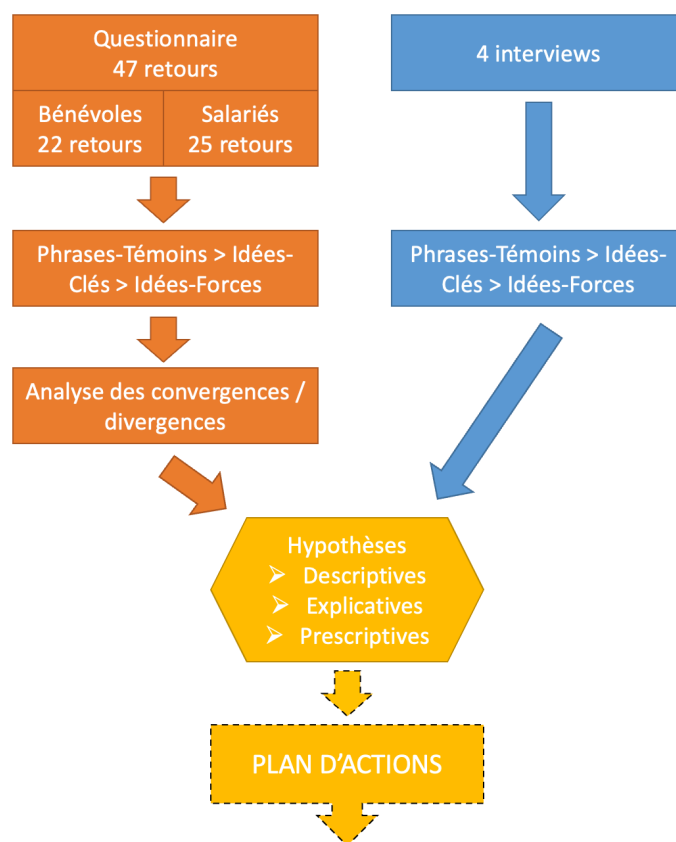 Questionnaire
47 retours
Bénévoles
22 retours
Salariés
25 retours
Phrases-Témoins > Idées-
Clés > Idées-Forces
Analyse des convergences /
divergences
4 interviews
Phrases-Témoins > Idées-
Clés > Idées-Forces
Hypothèses
➢ Descriptives
➢ Explicatives
➢ Prescriptives
PLAN D’ACTIONS